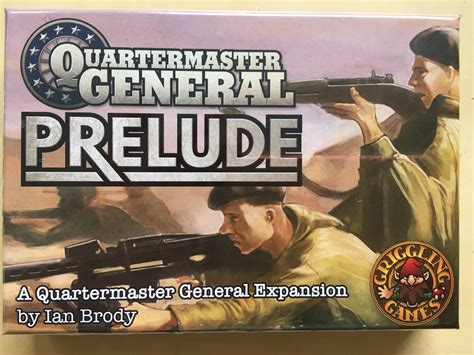 QUARTERMASTER
GENERAL
PRELUDE
A Quartermaster General Expansion
by Ian Brody
GRIGGLING
GAMES